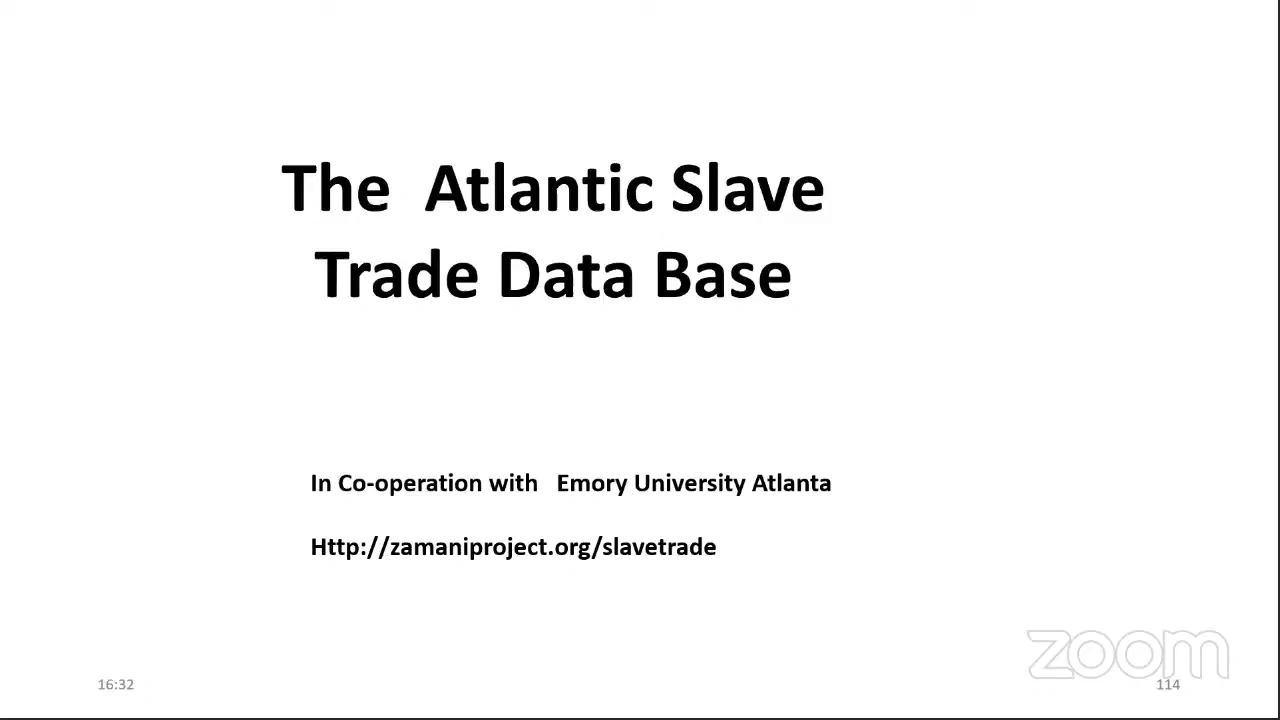 The Atlantic Slave
Trade Data Base
In Co-operation with Emory University Atlanta
Http://zamaniproject.org/slavetrade
zoom
16:32
114